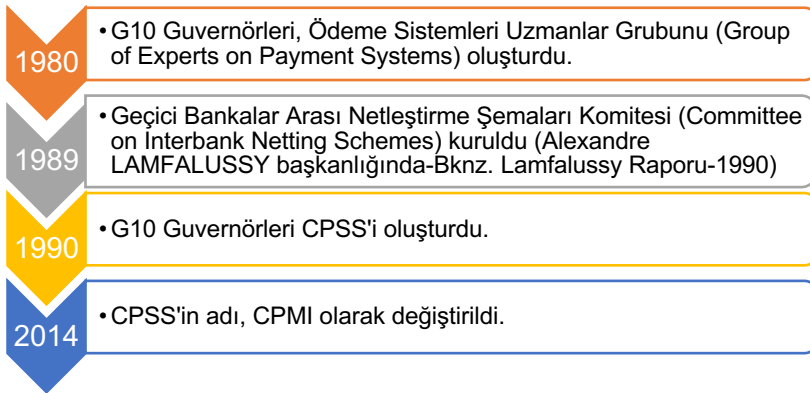 1980
• G10 Guvernörleri, Ödeme Sistemleri Uzmanlar Grubunu (Group
of Experts on Payment Systems) oluşturdu.
1989
• Geçici Bankalar Arası Netleştirme Şemaları Komitesi (Committee
on Interbank Netting Schemes) kuruldu (Alexandre
LAMFALUSSY başkanlığında-Bknz. Lamfalussy Raporu-1990)
1990
• G10 Guvernörleri CPSS'i oluşturdu.
2014
• CPSS'in adı, CPMI olarak değiştirildi.